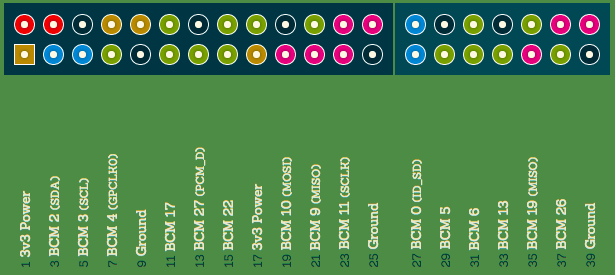 1 3v3 Power
3 BCM 2 (SDA)
5 BCM 3 (SCL)
7 BCM 4 (GPCLK0)
9 Ground
11 BCM 17
13 BCM 27 (PCM_D)
15 BCM 22
17 3v3 Power
19 BCM 10 (MOSI)
21 BCM 9 (MISO)
23 BCM 11 (SCLK)
25 Ground
27 BCM 0 (ID_SD)
29 BCM 5
31 BCM 6
33 BCM 13
35 BCM 19 (MISO)
37 BCM 26
39 Ground